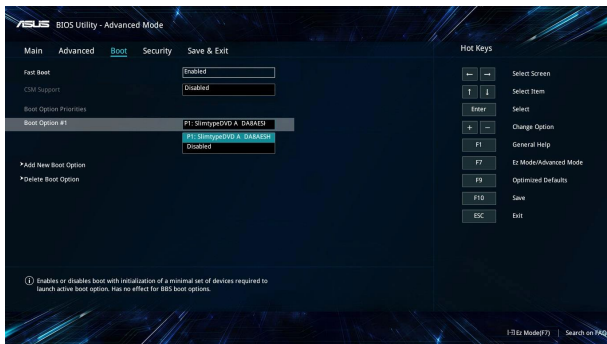 ASUS BIOS Utility - Advanced Mode
Main Advanced Boot Security Save & Exit Hot Keys
Fast Boot Enabled
CSM Support Disabled
Boot Option Priorities
Boot Option #1 P1: SlimtypeDVD A DA8AESI
P1: SlimtypeDVD A DA8AESH
Disabled
Add New Boot Option
Delete Boot Option
← → Select Screen
↑ ↓ Select Item
Enter Select
+ − Change Option
F1 General Help
F7 Ez Mode/Advanced Mode
F9 Optimized Defaults
F10 Save
ESC Exit
Enables or disables boot with initialization of a minimal set of devices required to
launch active boot option. Has no effect for BBS boot options.
Ez Mode(F7) | Search on FAQ